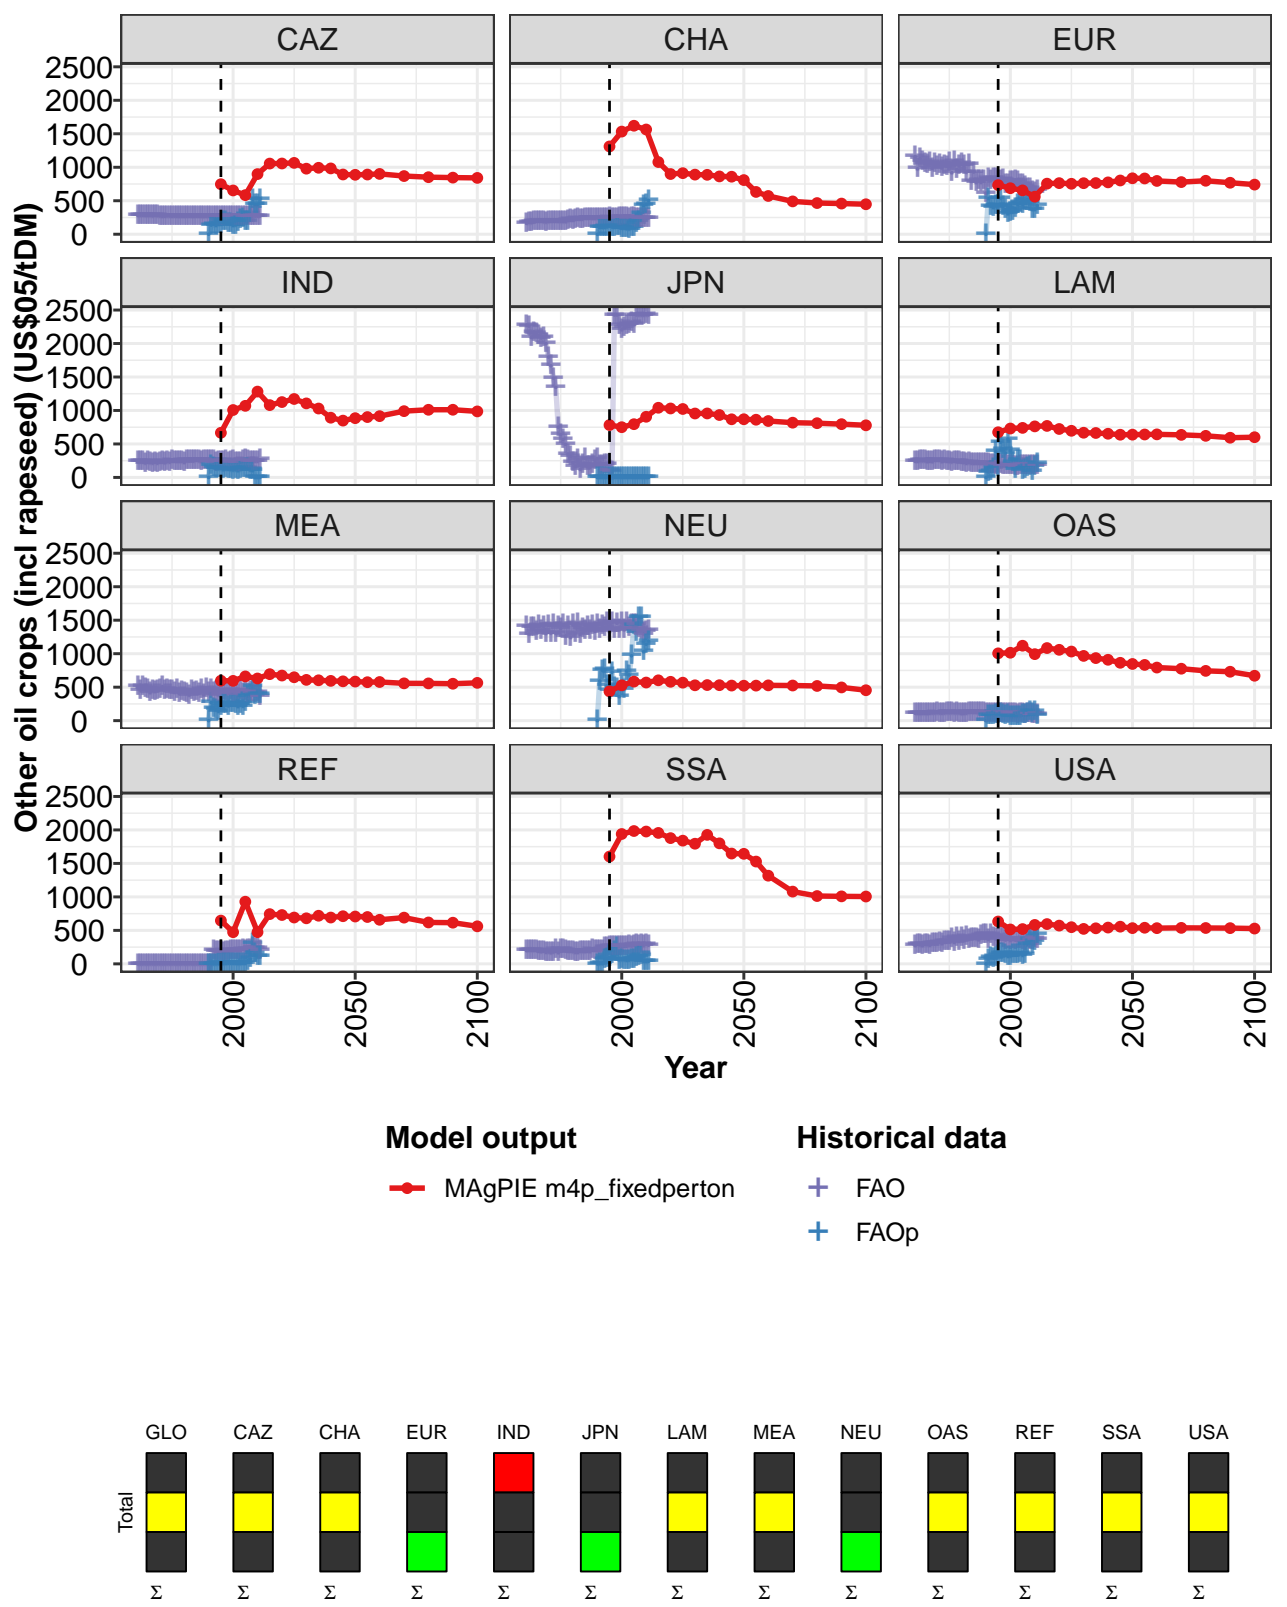 CAZ CHA EUR
2500
2000
1500
1000
500
0
IND JPN LAM
2500
2000
1500
1000
500
0
MEA NEU OAS
2500
2000
1500
1000
500
0
REF SSA USA
2500
2000
1500
1000
500
0
Other oil crops (incl rapeseed) (US$05/tDM)
2000 2050 2100 2000 2050 2100 2000 2050 2100
Year
Model output Historical data
MAgPIE m4p_fixedperton FAO
FAOp
GLO CAZ CHA EUR IND JPN LAM MEA NEU OAS REF SSA USA
Total
Σ Σ Σ Σ Σ Σ Σ Σ Σ Σ Σ Σ Σ